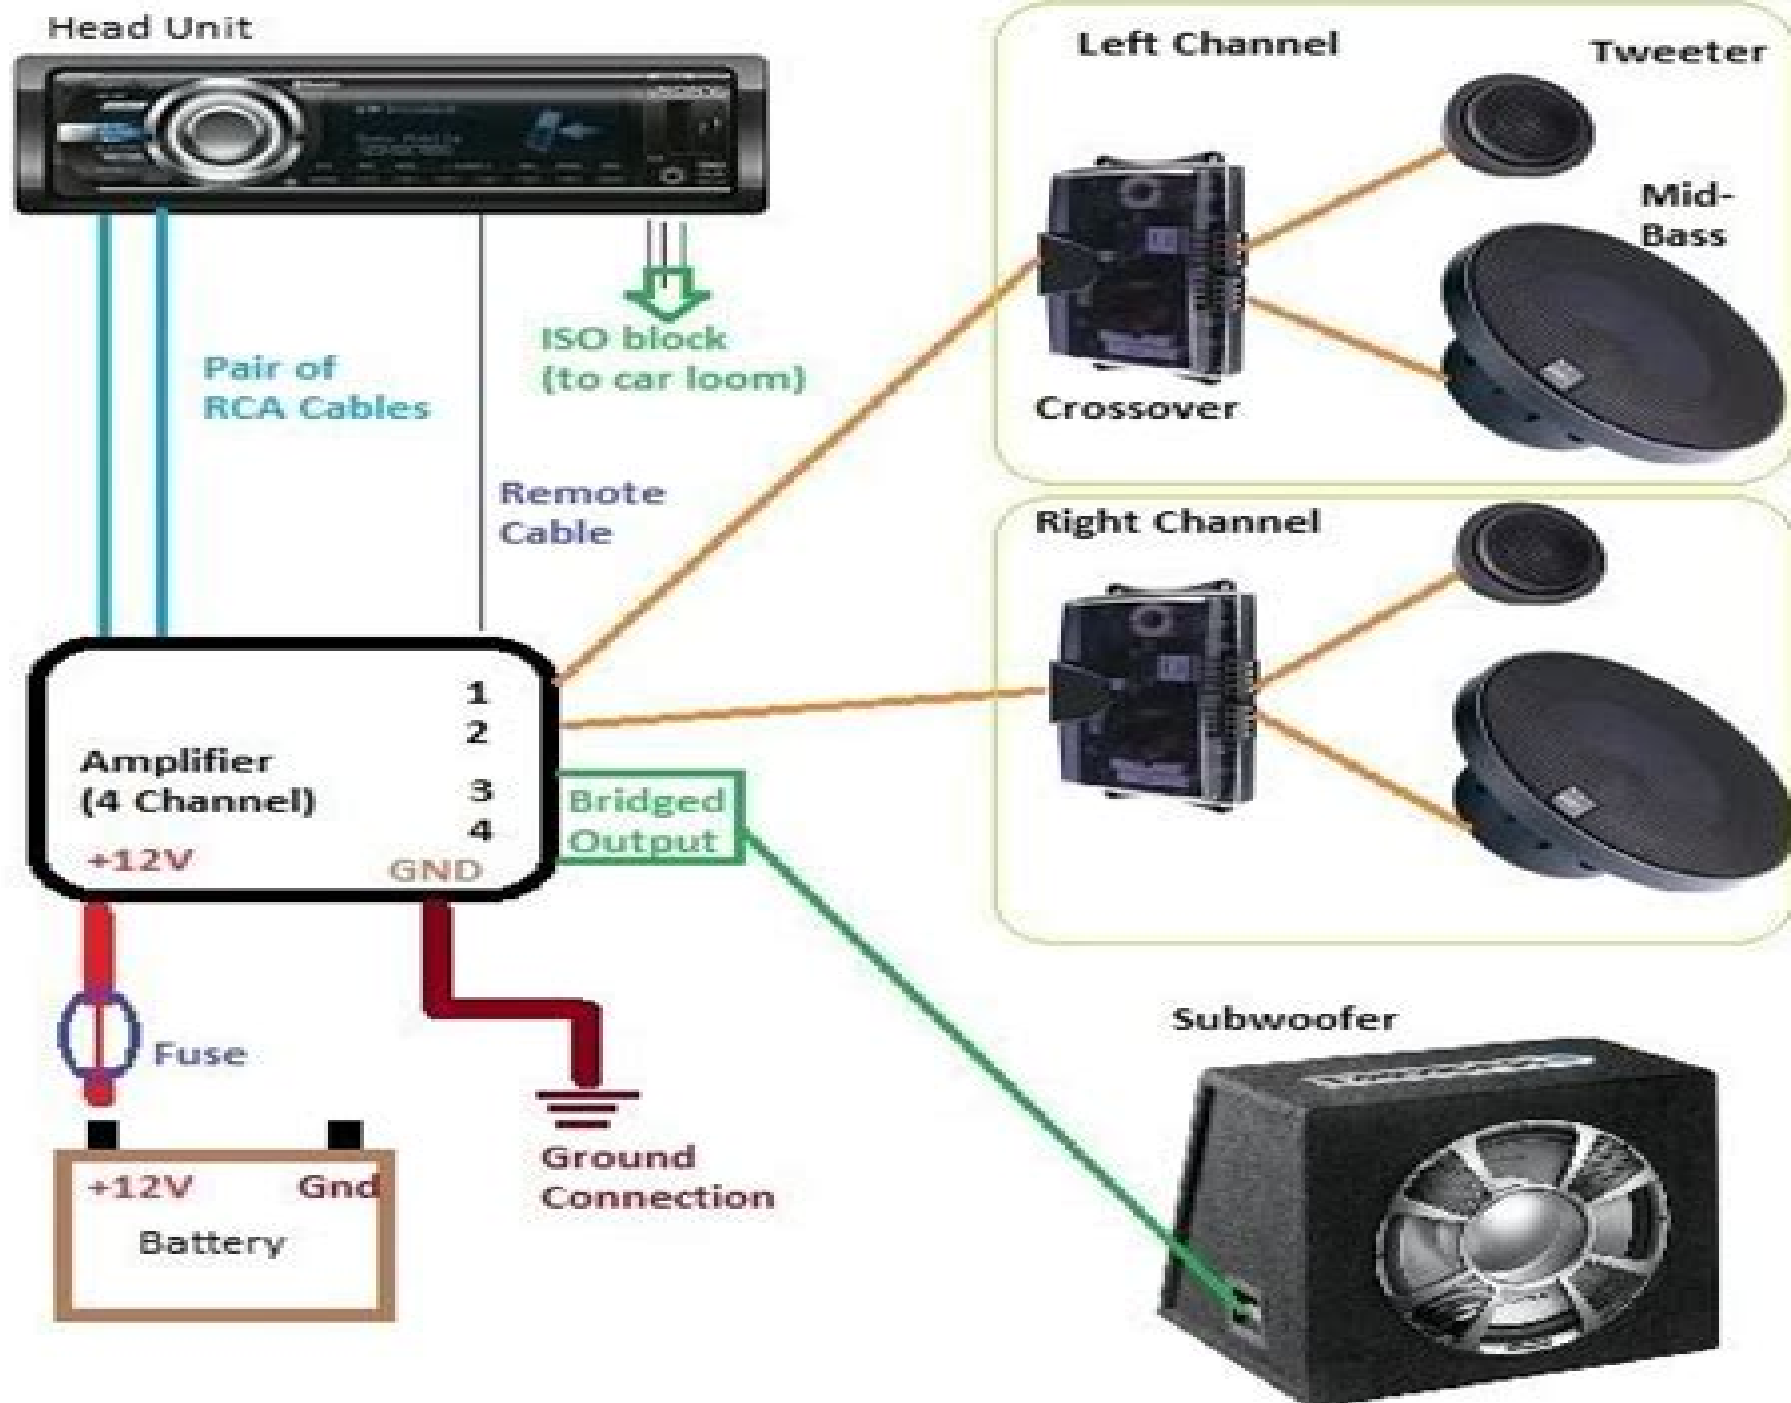 Head Unit
Left Channel
Tweeter
Mid-
Bass
Crossover
Pair of
RCA Cables
ISO block
(to car loom)
Remote
Cable
Right Channel
1
2
3
4
Amplifier
(4 Channel)
+12V
GND
Bridged
Output
Fuse
Ground
Connection
+12V
Gnd
Battery
Subwoofer